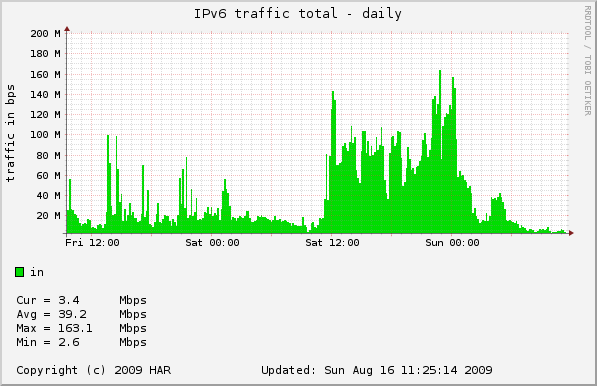 IPv6 traffic total - daily
RRDTOOL / TOBI OETIKER
traffic in bps
200 M
180 M
160 M
140 M
120 M
100 M
80 M
60 M
40 M
20 M
Fri 12:00 Sat 00:00 Sat 12:00 Sun 00:00
in
Cur = 3.4 Mbps
Avg = 39.2 Mbps
Max = 163.1 Mbps
Min = 2.6 Mbps
Copyright (c) 2009 HAR Updated: Sun Aug 16 11:25:14 2009